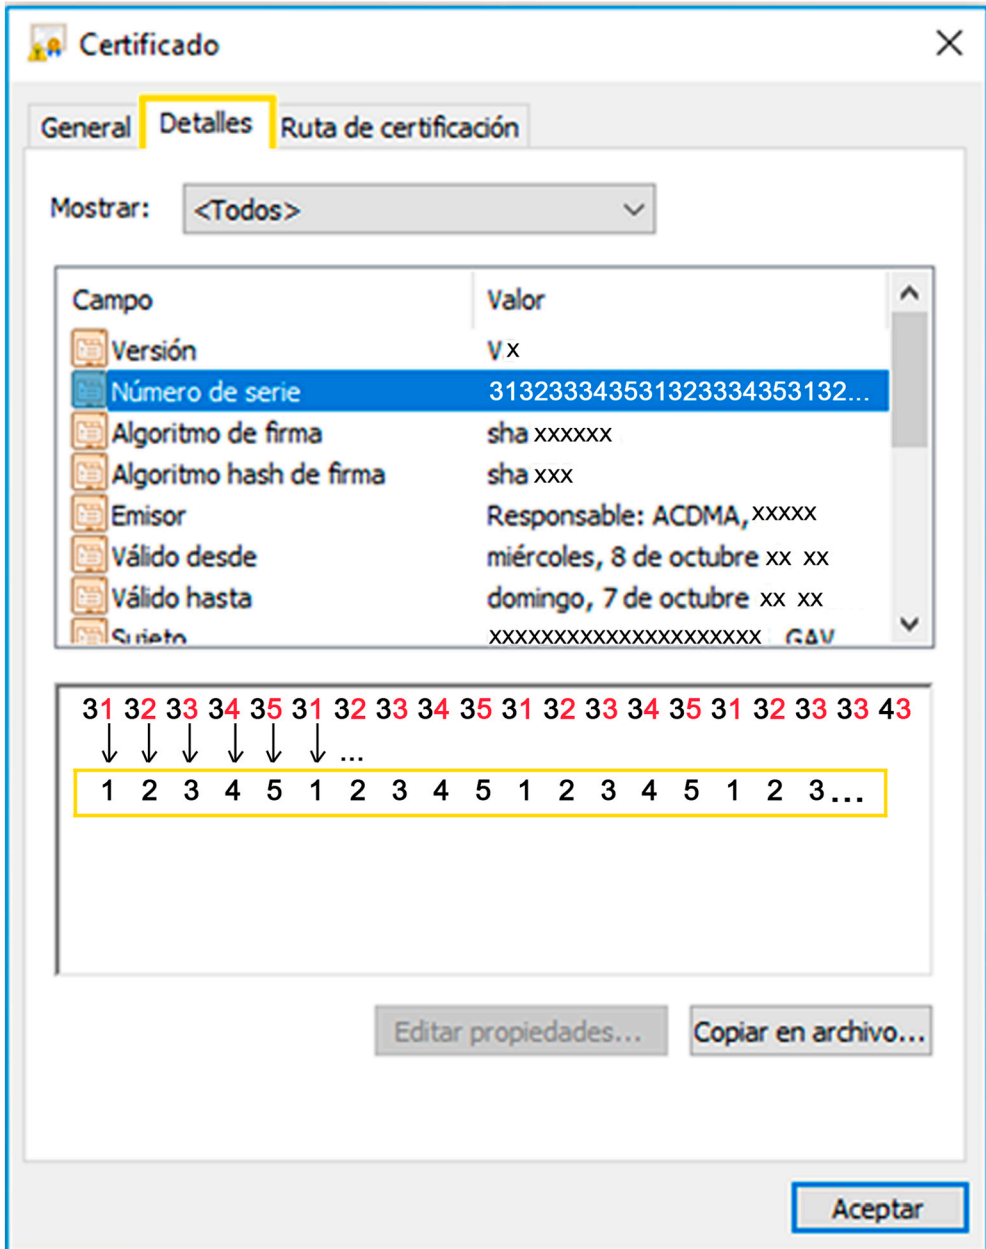 Certificado
General Detalles Ruta de certificación
Mostrar: <Todos>
Campo Valor
Versión V x
Número de serie 313233343531323334353132...
Algoritmo de firma sha xxxxxx
Algoritmo hash de firma sha xxx
Emisor Responsable: ACDMA, xxxxx
Válido desde miércoles, 8 de octubre xx xx
Válido hasta domingo, 7 de octubre xx xx
Sujeto xxxxxxxxxxxxxxxxxxxxx GAV
31 32 33 34 35 31 32 33 34 35 31 32 33 34 35 31 32 33 33 43
...
1 2 3 4 5 1 2 3 4 5 1 2 3 4 5 1 2 3...
Editar propiedades... Copiar en archivo...
Aceptar